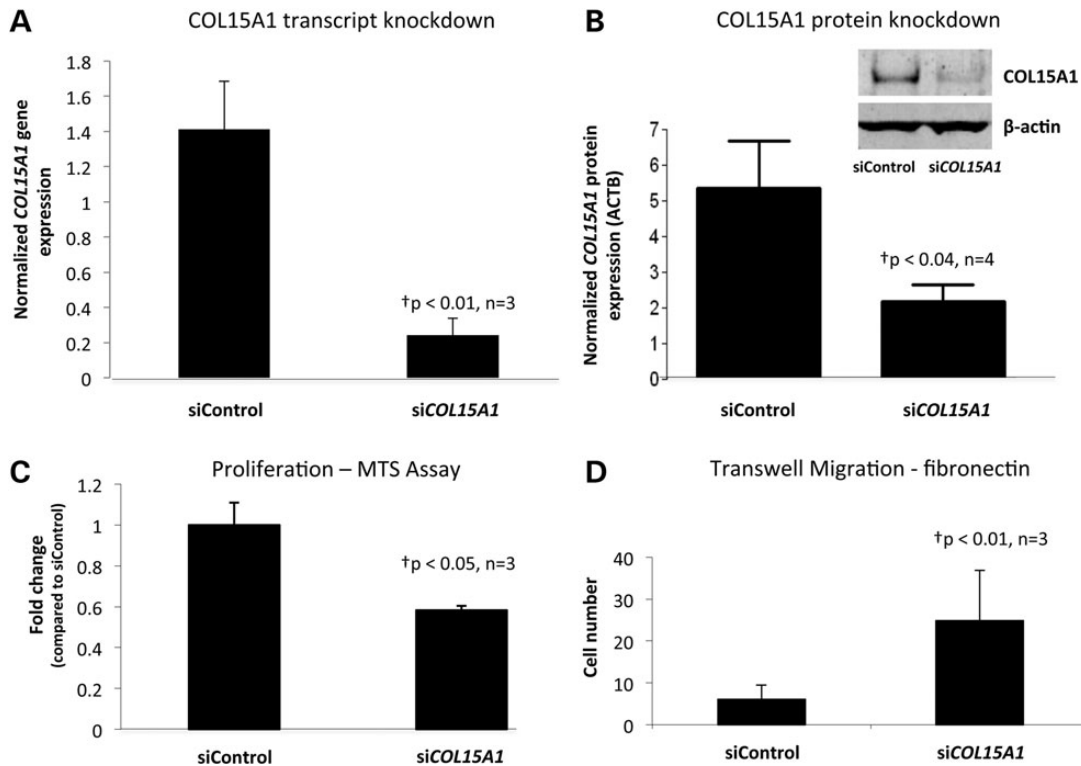 A
COL15A1 transcript knockdown
Normalized COL15A1 gene
expression
1.8
1.6
1.4
1.2
1
0.8
0.6
0.4
0.2
0
†p < 0.01, n=3
siControl
siCOL15A1
B
COL15A1 protein knockdown
COL15A1
β-actin
siControl
siCOL15A1
Normalized COL15A1 protein
expression (ACTB)
7
6
5
4
3
2
1
0
†p < 0.04, n=4
siControl
siCOL15A1
C
Proliferation – MTS Assay
Fold change
(compared to siControl)
1.2
1
0.8
0.6
0.4
0.2
0
†p < 0.05, n=3
siControl
siCOL15A1
D
Transwell Migration - fibronectin
Cell number
40
30
20
10
0
†p < 0.01, n=3
siControl
siCOL15A1